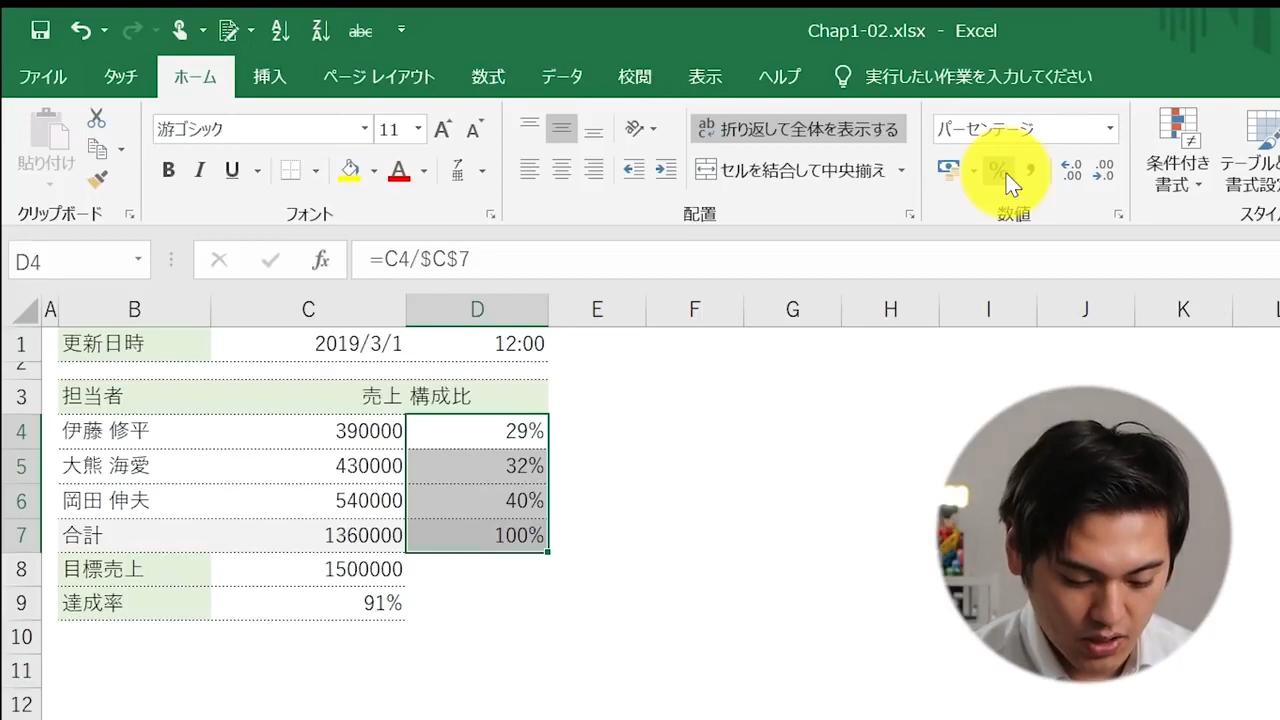 abc
Chap1-02.xlsx - Excel
ファイル タッチ ホーム 挿入 ページ レイアウト 数式 データ 校閲 表示 ヘルプ 実行したい作業を入力してください
貼り付け
游ゴシック 11
B I U
クリップボード フォント
折り返して全体を表示する
セルを結合して中央揃え
配置
パーセンテージ
%
数値
条件付き
書式
テーブルと
書式設定
スタイル
D4 fx =C4/$C$7
A B C D E F G H I J K L
1 更新日時 2019/3/1 12:00
2
3 担当者 売上 構成比
4 伊藤 修平 390000 29%
5 大熊 海愛 430000 32%
6 岡田 伸夫 540000 40%
7 合計 1360000 100%
8 目標売上 1500000
9 達成率 91%
10
11
12